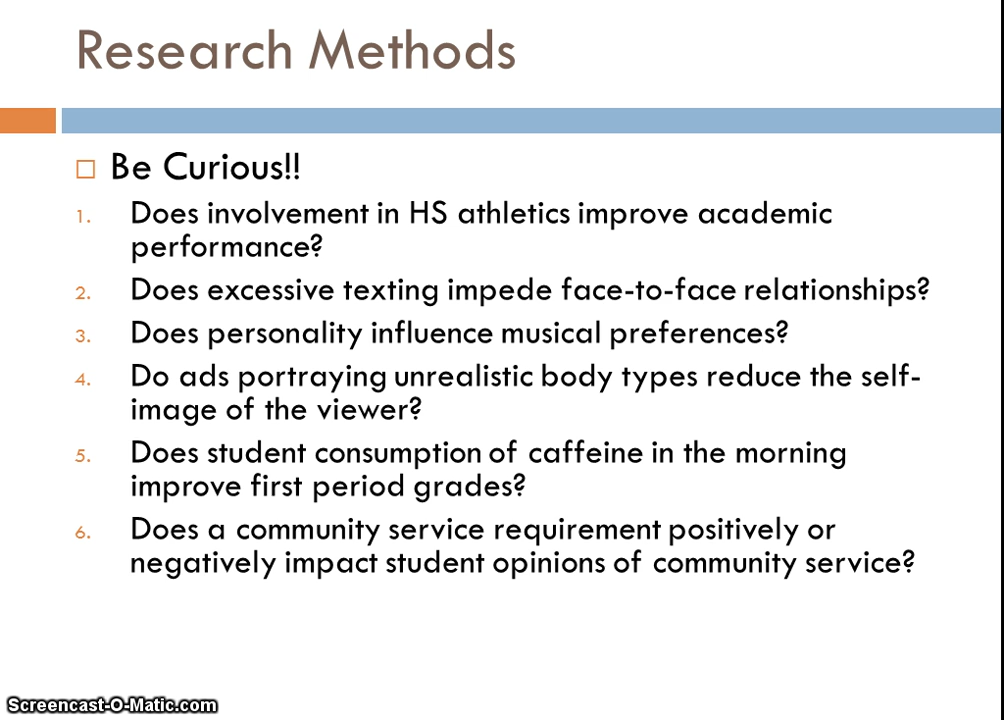 Research Methods
Be Curious!!
1. Does involvement in HS athletics improve academic
performance?
2. Does excessive texting impede face-to-face relationships?
3. Does personality influence musical preferences?
4. Do ads portraying unrealistic body types reduce the self-
image of the viewer?
5. Does student consumption of caffeine in the morning
improve first period grades?
6. Does a community service requirement positively or
negatively impact student opinions of community service?
Screencast-O-Matic.com